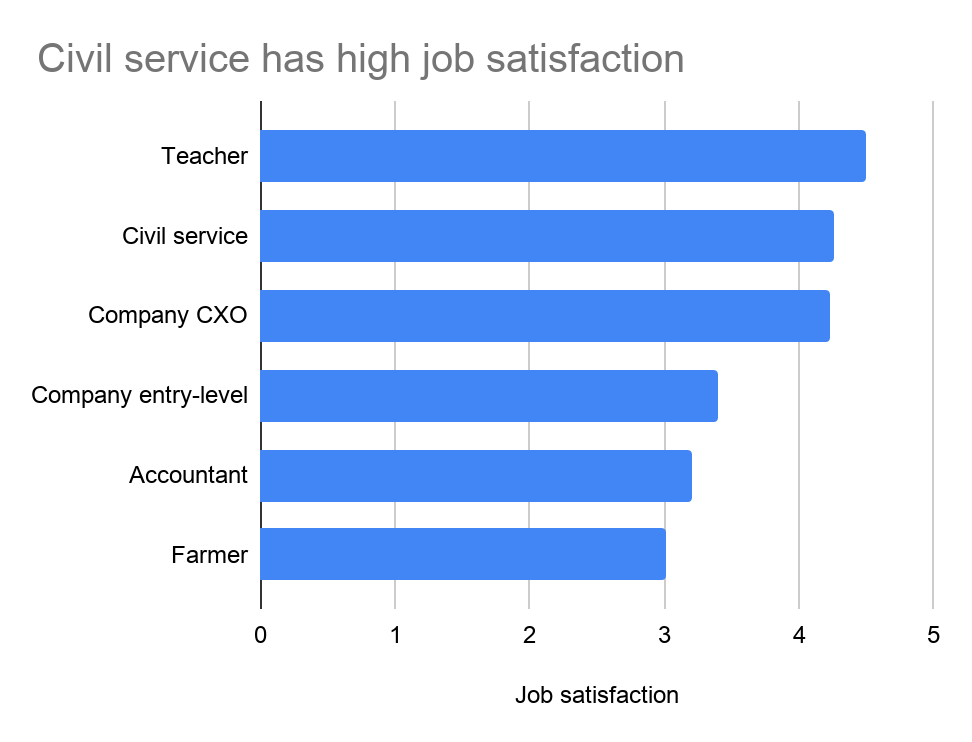 Civil service has high job satisfaction
Teacher
Civil service
Company CXO
Company entry-level
Accountant
Farmer
0 1 2 3 4 5
Job satisfaction